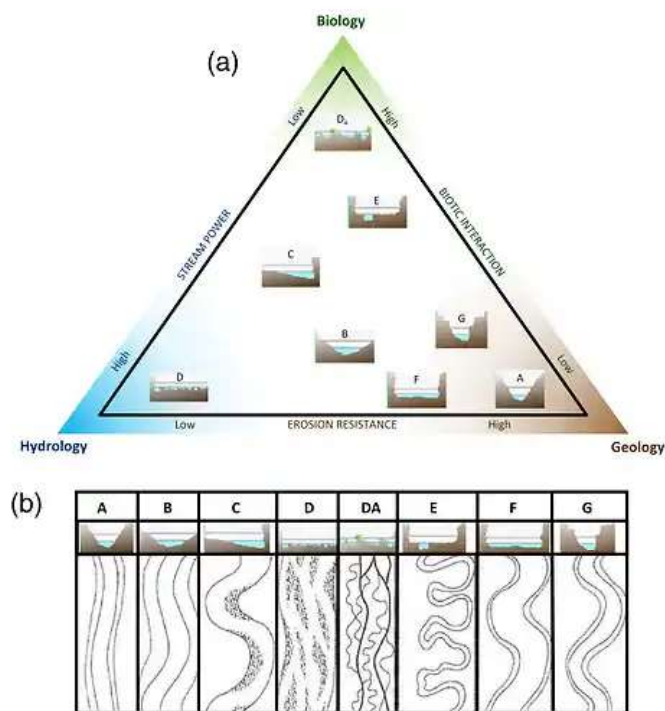 Biology
(a)
Low
High
Dₐ
E
STREAM POWER
BIOTIC INTERACTION
C
G
B
High
Low
D
F
A
Low
EROSION RESISTANCE
High
Hydrology
Geology
(b)
A B C D DA E F G